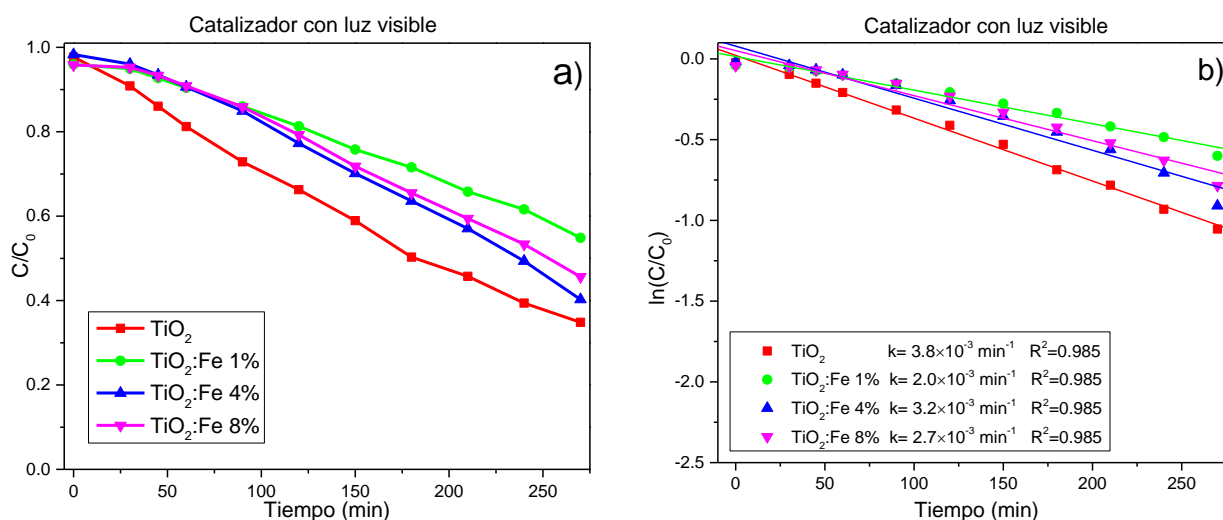 Catalizador con luz visible
a)
1.0
0.8
0.6
0.4
0.2
0.0
C/C₀
TiO₂
TiO₂:Fe 1%
TiO₂:Fe 4%
TiO₂:Fe 8%
0 50 100 150 200 250
Tiempo (min)
Catalizador con luz visible
b)
0.0
-0.5
-1.0
-1.5
-2.0
-2.5
ln(C/C₀)
TiO₂ k= 3.8×10⁻³ min⁻¹ R²=0.985
TiO₂:Fe 1% k= 2.0×10⁻³ min⁻¹ R²=0.985
TiO₂:Fe 4% k= 3.2×10⁻³ min⁻¹ R²=0.985
TiO₂:Fe 8% k= 2.7×10⁻³ min⁻¹ R²=0.985
0 50 100 150 200 250
Tiempo (min)